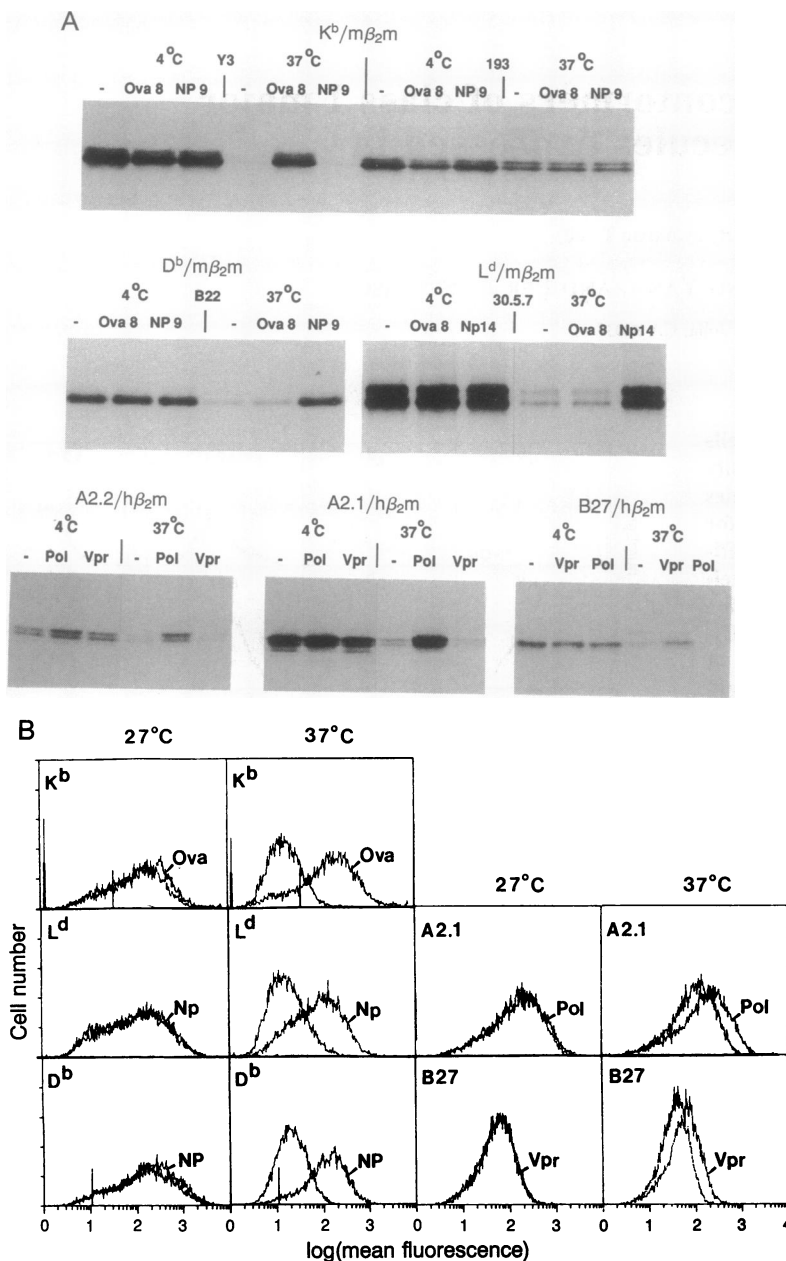 A
Kᵇ/mβ₂m
4°C Y3 37°C 4°C 193 37°C
- Ova 8 NP 9 - Ova 8 NP 9 - Ova 8 NP 9 - Ova 8 NP 9
Dᵇ/mβ₂m
4°C B22 37°C
- Ova 8 NP 9 - Ova 8 NP 9
Lᵈ/mβ₂m
4°C 30.5.7 37°C
- Ova 8 Np14 - Ova 8 Np14
A2.2/hβ₂m
4°C 37°C
- Pol Vpr - Pol Vpr
A2.1/hβ₂m
4°C 37°C
- Pol Vpr - Pol Vpr
B27/hβ₂m
4°C 37°C
- Vpr Pol - Vpr Pol
B
27°C 37°C
Kᵇ
Ova
Kᵇ
Ova
27°C 37°C
Lᵈ
Np
Lᵈ
Np
A2.1
Pol
A2.1
Pol
Dᵇ
NP
Dᵇ
NP
B27
Vpr
B27
Vpr
Cell number
0 1 2 3 0 1 2 3 0 1 2 3 0 1 2 3 4
log(mean fluorescence)